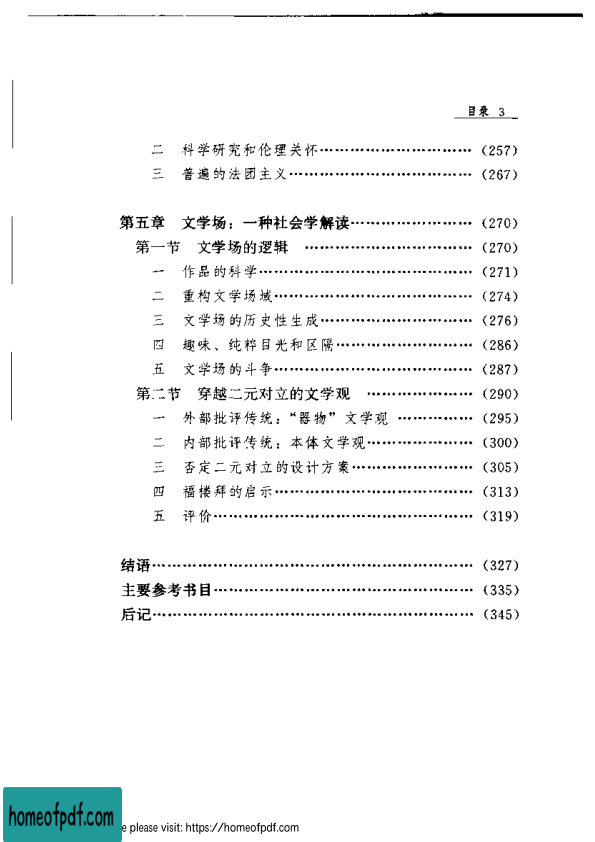 目录 3
二 科学研究和伦理关怀………………………… (257)
三 普遍的法团主义……………………………… (267)
第五章 文学场：一种社会学解读…………………… (270)
第一节 文学场的逻辑 ………………………… (270)
一 作品的科学…………………………………… (271)
二 重构文学场域………………………………… (274)
三 文学场的历史性生成………………………… (276)
四 趣味、纯粹目光和区隔……………………… (286)
五 文学场的斗争………………………………… (287)
第二节 穿越二元对立的文学观 ………………… (290)
一 外部批评传统：“器物”文学观 …………… (295)
二 内部批评传统：本体文学观………………… (300)
三 否定二元对立的设计方案…………………… (305)
四 福楼拜的启示………………………………… (313)
五 评价…………………………………………… (319)
结语…………………………………………………… (327)
主要参考书目………………………………………… (335)
后记…………………………………………………… (345)
homeofpdf.com
e please visit: https://homeofpdf.com